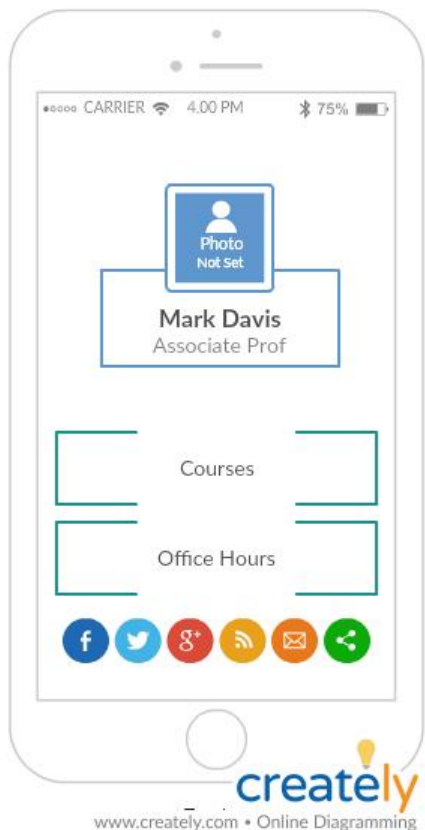 CARRIER 4.00 PM 75%
Photo
Not Set
Mark Davis
Associate Prof
Courses
Office Hours
f g+
creately
www.creately.com • Online Diagramming